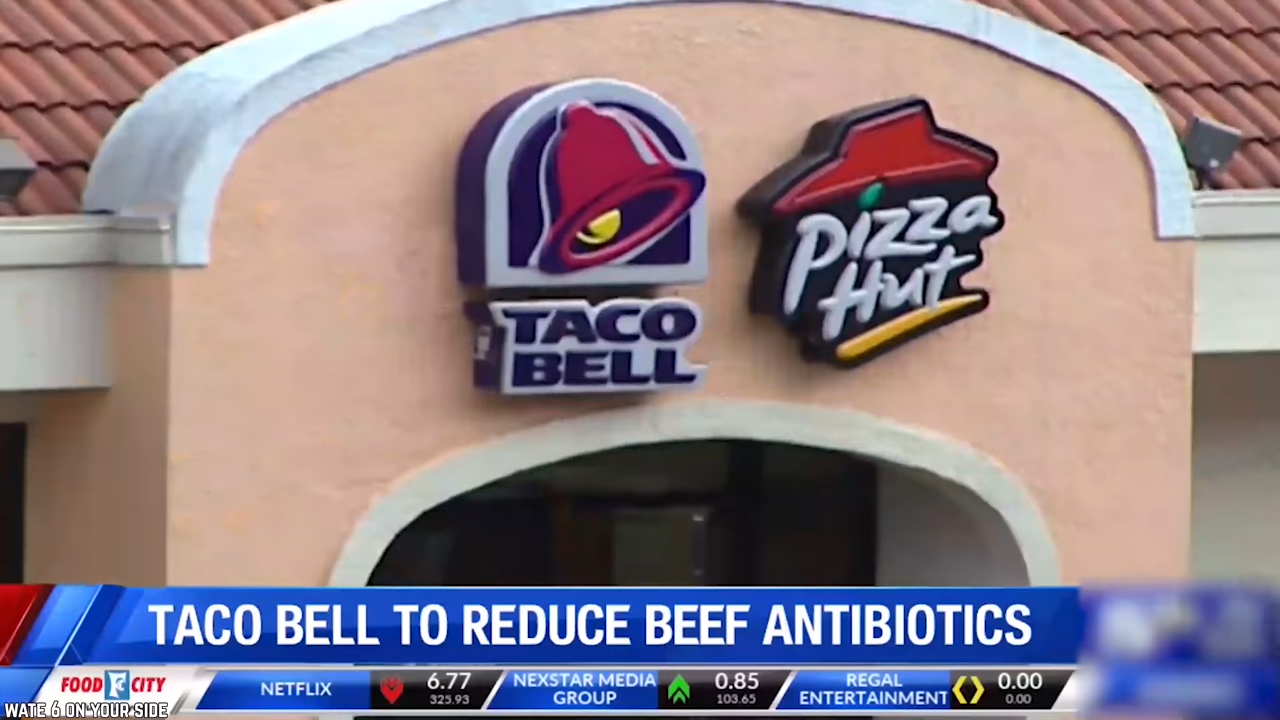 TACO
BELL
Pizza
Hut
TACO BELL TO REDUCE BEEF ANTIBIOTICS
FOOD CITY
NETFLIX
6.77
325.93
NEXSTAR MEDIA
GROUP
0.85
103.65
REGAL
ENTERTAINMENT
0.00
0.00
WATE 6 ON YOUR SIDE